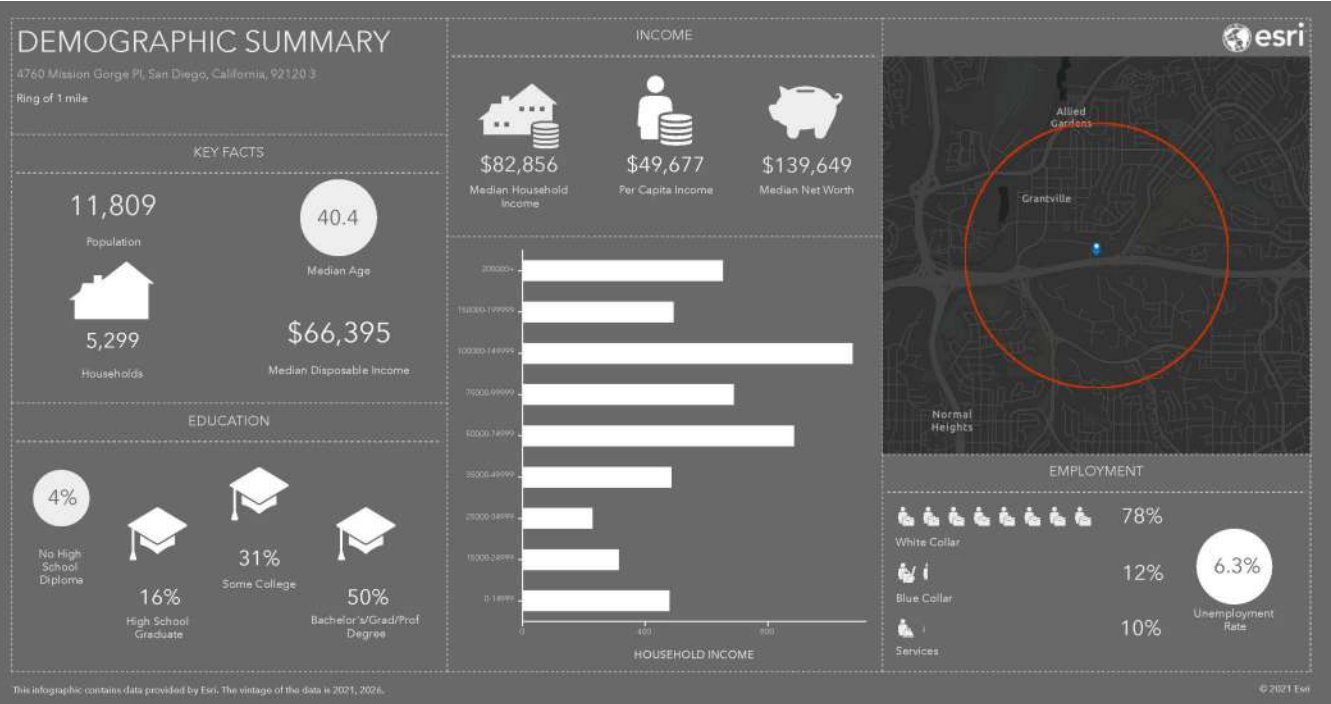 DEMOGRAPHIC SUMMARY
4760 Mission Gorge Pl, San Diego, California, 92120 3
Ring of 1 mile
KEY FACTS
11,809
Population
40.4
Median Age
5,299
Households
$66,395
Median Disposable Income
EDUCATION
4%
No High
School
Diploma
16%
High School
Graduate
31%
Some College
50%
Bachelor's/Grad/Prof
Degree
INCOME
$82,856
Median Household
Income
$49,677
Per Capita Income
$139,649
Median Net Worth
200000+
150000-199999
100000-149999
75000-99999
50000-74999
35000-49999
25000-34999
15000-24999
0-14999
0
400
800
HOUSEHOLD INCOME
esri
Allied
Gardens
Grantville
Normal
Heights
EMPLOYMENT
78%
White Collar
12%
Blue Collar
10%
Services
6.3%
Unemployment
Rate
This infographic contains data provided by Esri. The vintage of the data is 2021, 2026.
© 2021 Esri